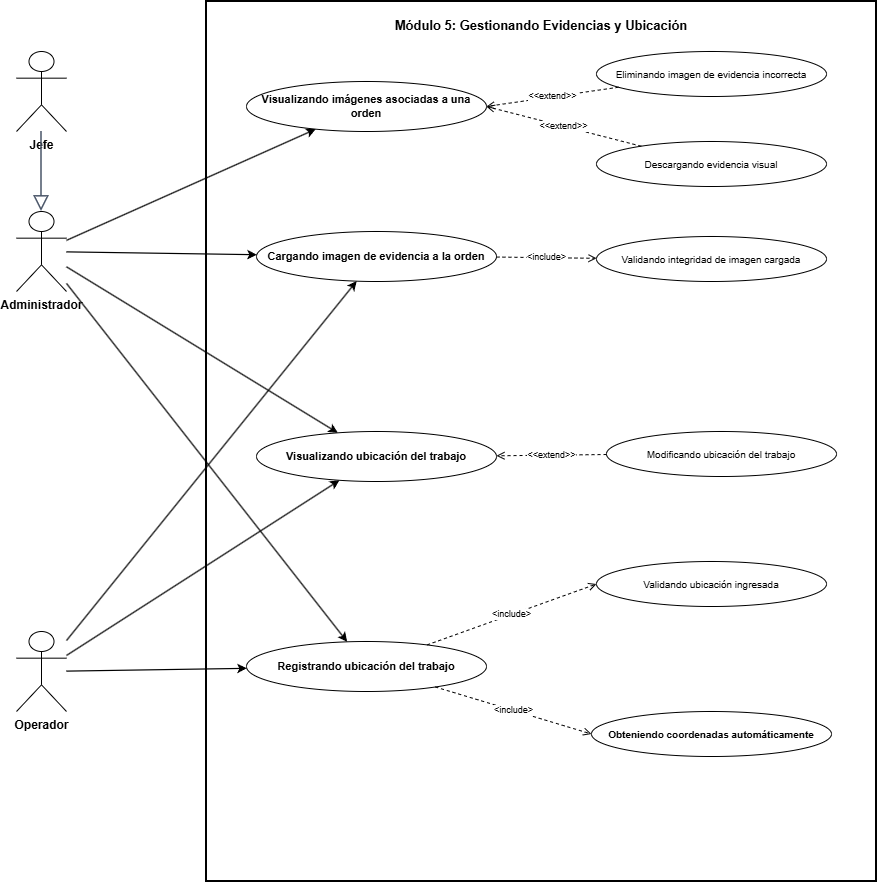 Módulo 5: Gestionando Evidencias y Ubicación
Jefe
Administrador
Operador
Visualizando imágenes asociadas a una
orden
<<extend>>
Eliminando imagen de evidencia incorrecta
<<extend>>
Descargando evidencia visual
Cargando imagen de evidencia a la orden
<include>
Validando integridad de imagen cargada
Visualizando ubicación del trabajo
<<extend>>
Modificando ubicación del trabajo
Registrando ubicación del trabajo
<include>
Validando ubicación ingresada
<include>
Obteniendo coordenadas automáticamente